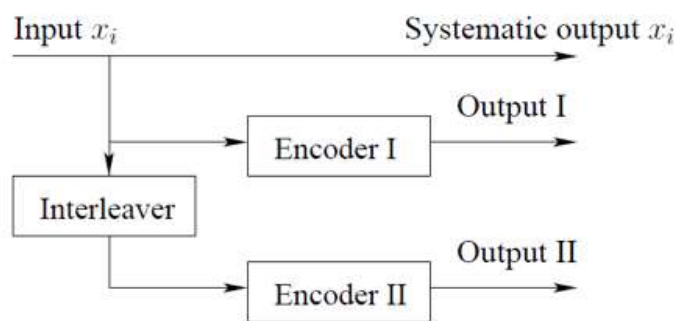 Input xᵢ
Systematic output xᵢ
Output I
Encoder I
Interleaver
Output II
Encoder II